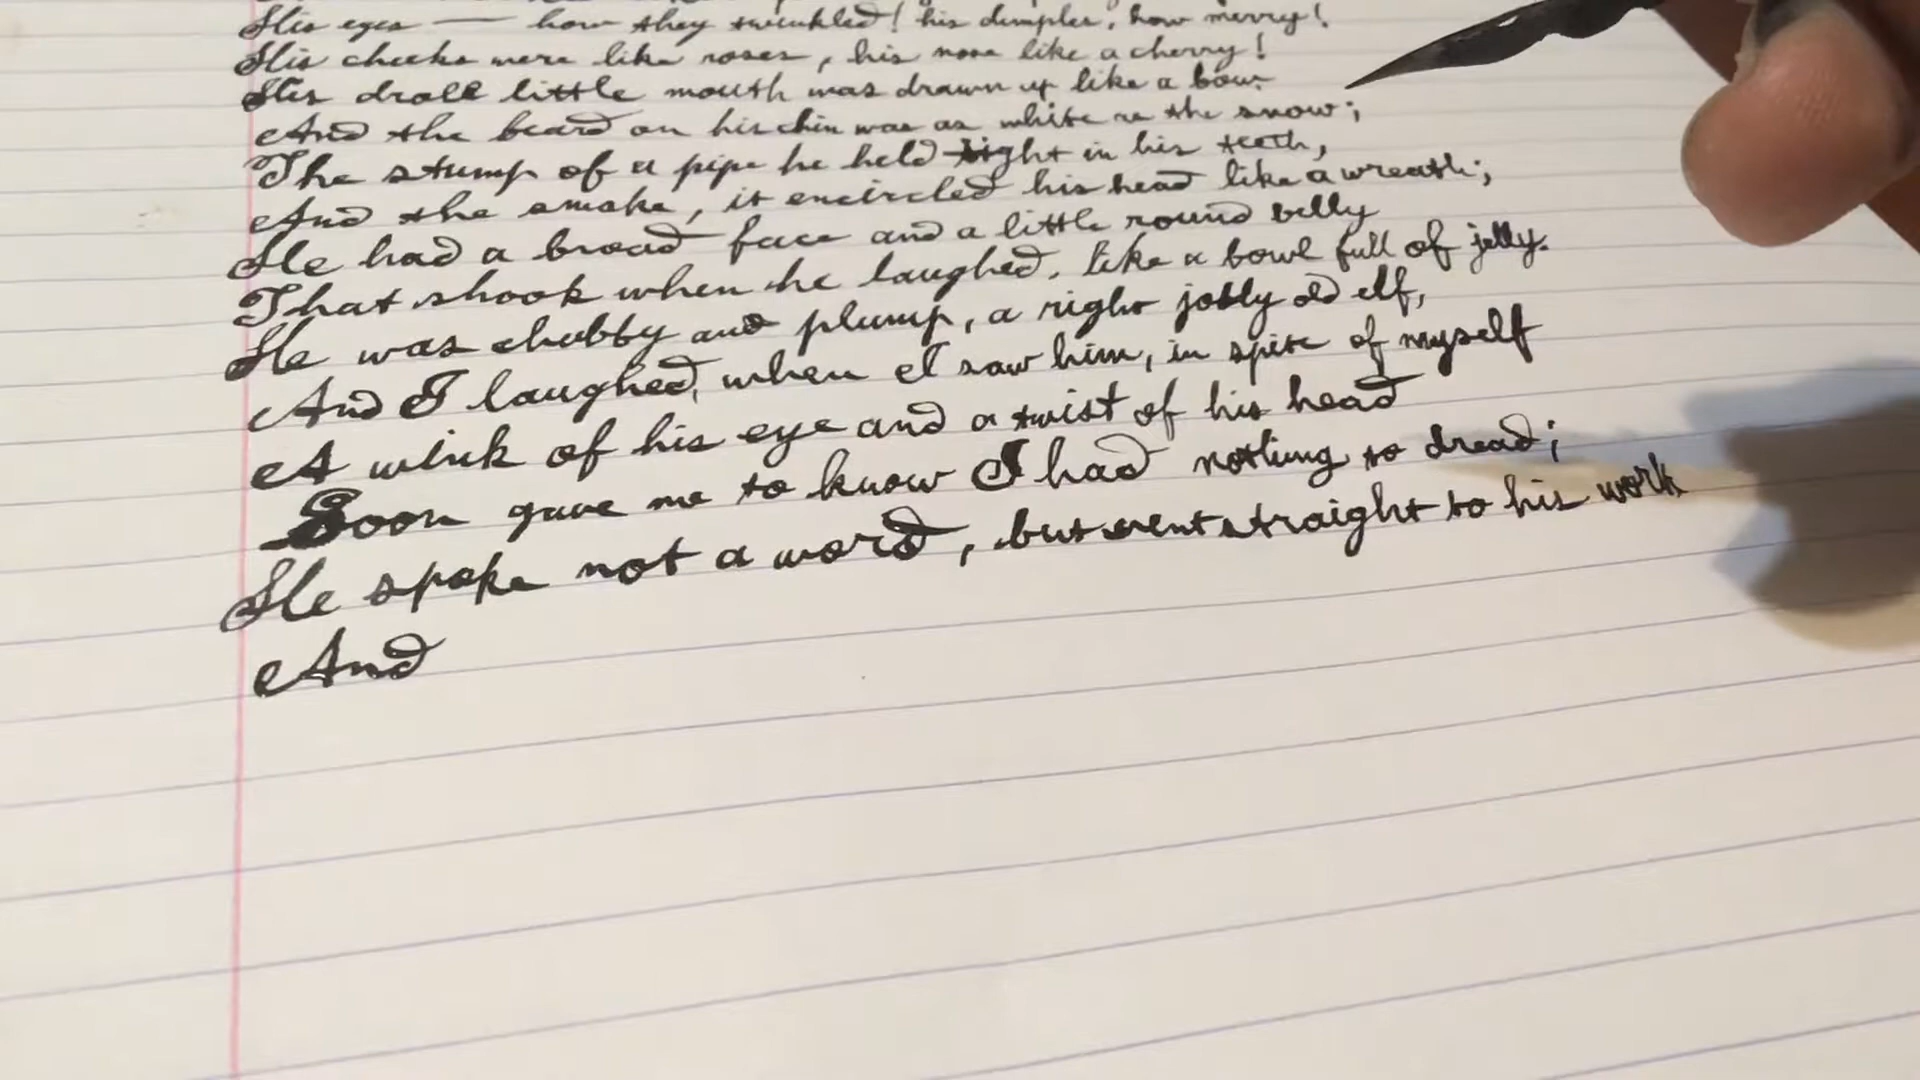 His eyes — how they twinkled! his dimples, how merry!
His cheeks were like roses, his nose like a cherry!
His droll little mouth was drawn up like a bow.
And the beard on his chin was as white as the snow;
The stump of a pipe he held tight in his teeth,
And the smoke, it encircled his head like a wreath;
He had a broad face and a little round belly
That shook when he laughed, like a bowl full of jelly.
He was chubby and plump, a right jolly old elf,
And I laughed, when I saw him, in spite of myself
A wink of his eye and a twist of his head
Soon gave me to know I had nothing to dread;
He spoke not a word, but went straight to his work
And